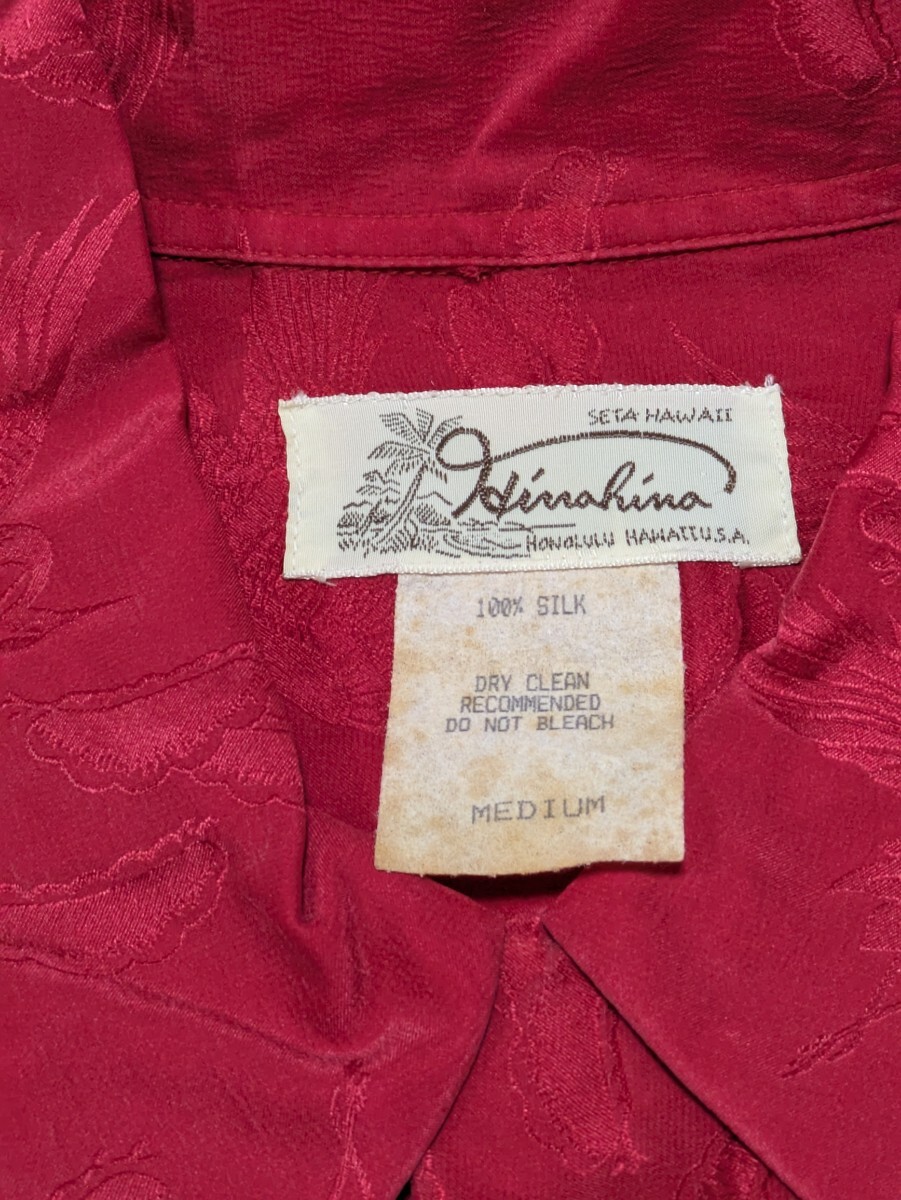 SETA HAWAII
Hinahina
HONOLULU HAWAII U.S.A.
100% SILK
DRY CLEAN
RECOMMENDED
DO NOT BLEACH
MEDIUM